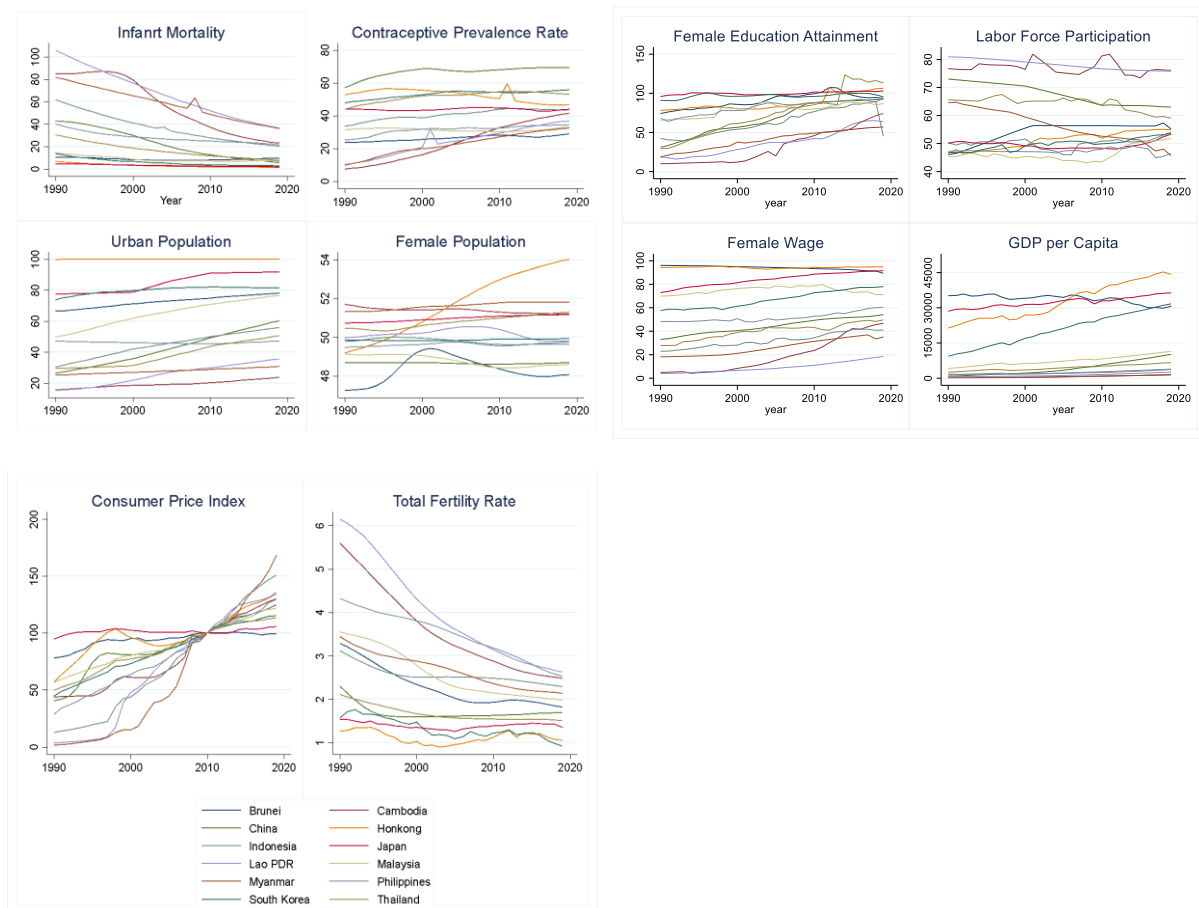 Infanrt Mortality
100
80
60
40
20
0
1990 2000 2010 2020
Year
Contraceptive Prevalence Rate
80
60
40
20
0
1990 2000 2010 2020
Female Education Attainment
150
100
50
0
1990 2000 2010 2020
year
Labor Force Participation
80
70
60
50
40
1990 2000 2010 2020
year
Urban Population
100
80
60
40
20
1990 2000 2010 2020
Female Population
54
52
50
48
1990 2000 2010 2020
Female Wage
100
80
60
40
20
0
1990 2000 2010 2020
year
GDP per Capita
45000
30000
15000
0
1990 2000 2010 2020
year
Consumer Price Index
200
150
100
50
0
1990 2000 2010 2020
Total Fertility Rate
6
5
4
3
2
1
1990 2000 2010 2020
Brunei Cambodia
China Honkong
Indonesia Japan
Lao PDR Malaysia
Myanmar Philippines
South Korea Thailand